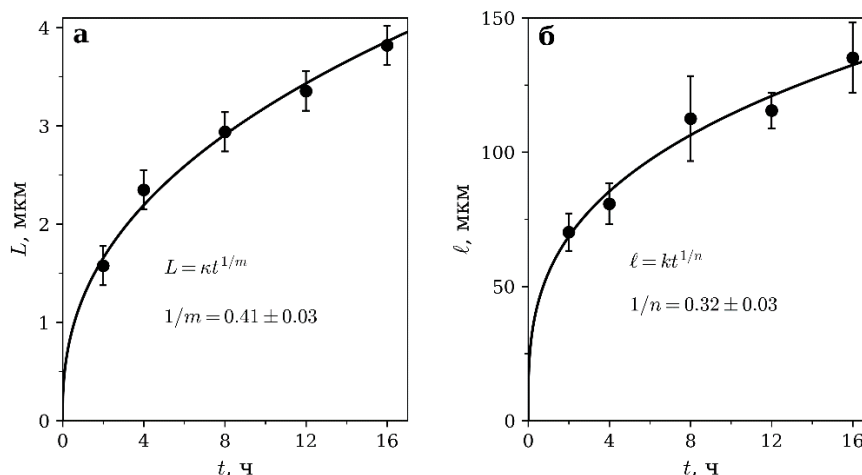 а
4
3
2
1
0
L, мкм
L = κt^{1/m}
1/m = 0.41 ± 0.03
0 4 8 12 16
t, ч
б
150
100
50
0
ℓ, мкм
ℓ = kt^{1/n}
1/n = 0.32 ± 0.03
0 4 8 12 16
t, ч